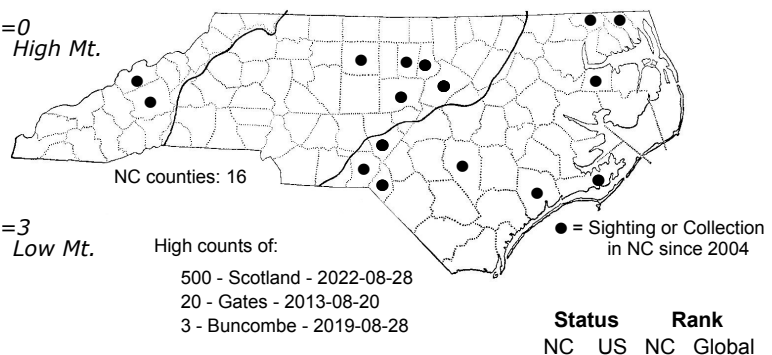 =0
High Mt.
NC counties: 16
=3
Low Mt.
High counts of:
500 - Scotland - 2022-08-28
20 - Gates - 2013-08-20
3 - Buncombe - 2019-08-28
● = Sighting or Collection
in NC since 2004
Status Rank
NC US NC Global